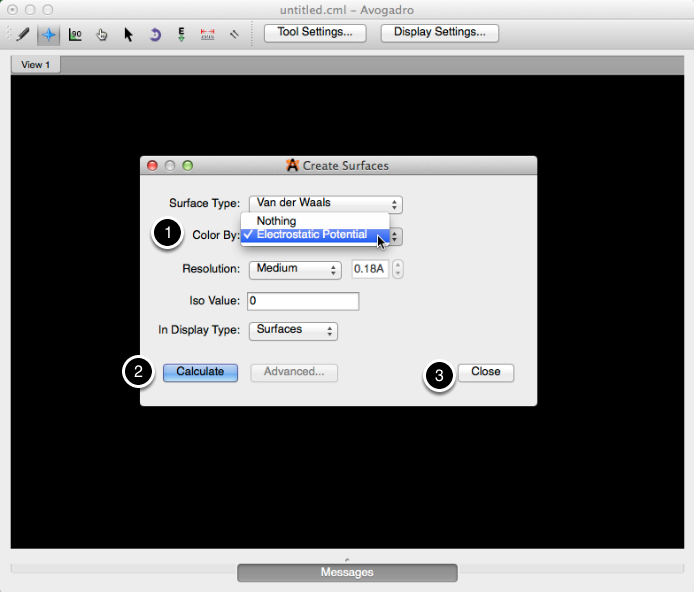 untitled.cml – Avogadro
90
E
Tool Settings...
Display Settings...
View 1
Create Surfaces
Surface Type: Van der Waals
Nothing
1 Color By: ✓ Electrostatic Potential
Resolution: Medium 0.18Å
Iso Value: 0
In Display Type: Surfaces
2 Calculate Advanced... 3 Close
Messages